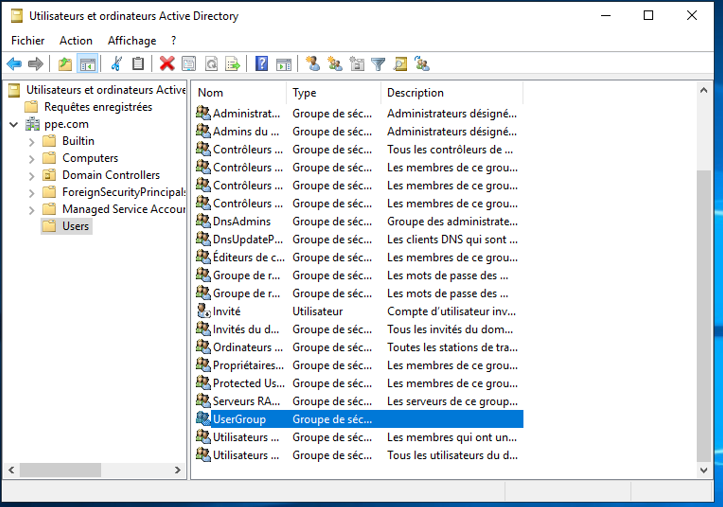 Utilisateurs et ordinateurs Active Directory
Fichier Action Affichage ?
Utilisateurs et ordinateurs Active
Requêtes enregistrées
ppe.com
Builtin
Computers
Domain Controllers
ForeignSecurityPrincipals
Managed Service Accour
Users
Nom Type Description
Administrat... Groupe de séc... Administrateurs désigné...
Admins du ... Groupe de séc... Administrateurs désigné...
Contrôleurs ... Groupe de séc... Tous les contrôleurs de ...
Contrôleurs ... Groupe de séc... Les membres de ce grou...
Contrôleurs ... Groupe de séc... Les membres de ce grou...
Contrôleurs ... Groupe de séc... Les membres de ce grou...
DnsAdmins Groupe de séc... Groupe des administrate...
DnsUpdateP... Groupe de séc... Les clients DNS qui sont ...
Éditeurs de c... Groupe de séc... Les membres de ce grou...
Groupe de r... Groupe de séc... Les mots de passe des ...
Groupe de r... Groupe de séc... Les mots de passe des ...
Invité Utilisateur Compte d'utilisateur inv...
Invités du d... Groupe de séc... Tous les invités du dom...
Ordinateurs ... Groupe de séc... Toutes les stations de tra...
Propriétaires... Groupe de séc... Les membres de ce grou...
Protected Us... Groupe de séc... Les membres de ce grou...
Serveurs RA... Groupe de séc... Les serveurs de ce group...
UserGroup Groupe de séc...
Utilisateurs ... Groupe de séc... Les membres qui ont un...
Utilisateurs ... Groupe de séc... Tous les utilisateurs du d...